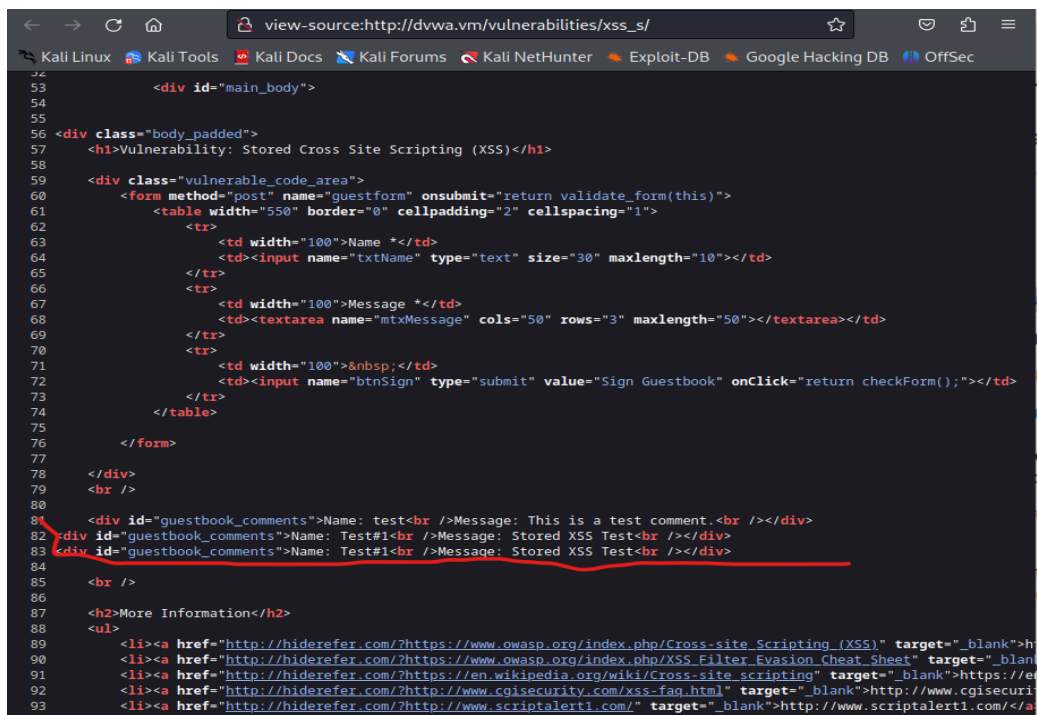 view-source:http://dvwa.vm/vulnerabilities/xss_s/
Kali Linux Kali Tools Kali Docs Kali Forums Kali NetHunter Exploit-DB Google Hacking DB OffSec
52
53 <div id="main_body">
54
55
56 <div class="body_padded">
57 <h1>Vulnerability: Stored Cross Site Scripting (XSS)</h1>
58
59 <div class="vulnerable_code_area">
60 <form method="post" name="guestform" onsubmit="return validate_form(this)">
61 <table width="550" border="0" cellpadding="2" cellspacing="1">
62 <tr>
63 <td width="100">Name *</td>
64 <td><input name="txtName" type="text" size="30" maxlength="10"></td>
65 </tr>
66 <tr>
67 <td width="100">Message *</td>
68 <td><textarea name="mtxMessage" cols="50" rows="3" maxlength="50"></textarea></td>
69 </tr>
70 <tr>
71 <td width="100">&nbsp;</td>
72 <td><input name="btnSign" type="submit" value="Sign Guestbook" onClick="return checkForm();"></td>
73 </tr>
74 </table>
75
76 </form>
77
78 </div>
79 <br />
80
81 <div id="guestbook_comments">Name: test<br />Message: This is a test comment.<br /></div>
82 <div id="guestbook_comments">Name: Test#1<br />Message: Stored XSS Test<br /></div>
83 <div id="guestbook_comments">Name: Test#1<br />Message: Stored XSS Test<br /></div>
84
85 <br />
86
87 <h2>More Information</h2>
88 <ul>
89 <li><a href="http://hiderefer.com/?https://www.owasp.org/index.php/Cross-site_Scripting_(XSS)" target="_blank">h
90 <li><a href="http://hiderefer.com/?https://www.owasp.org/index.php/XSS_Filter_Evasion_Cheat_Sheet" target="_blan
91 <li><a href="http://hiderefer.com/?https://en.wikipedia.org/wiki/Cross-site_scripting" target="_blank">https://e
92 <li><a href="http://hiderefer.com/?http://www.cgisecurity.com/xss-faq.html" target="_blank">http://www.cgisecuri
93 <li><a href="http://hiderefer.com/?http://www.scriptalert1.com/" target="_blank">http://www.scriptalert1.com/</a